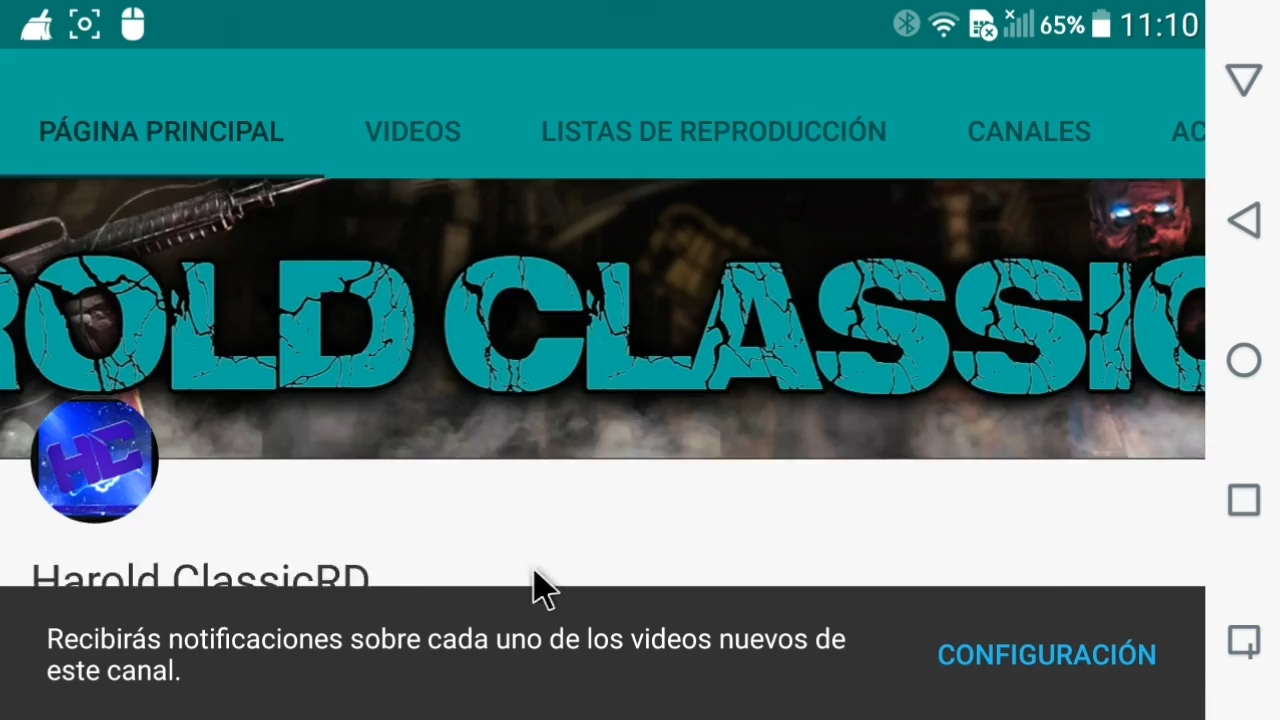 65% 11:10
PÁGINA PRINCIPAL VIDEOS LISTAS DE REPRODUCCIÓN CANALES AC
ROLD CLASSIC
HC
Harold ClassicRD
Recibirás notificaciones sobre cada uno de los videos nuevos de
este canal.
CONFIGURACIÓN